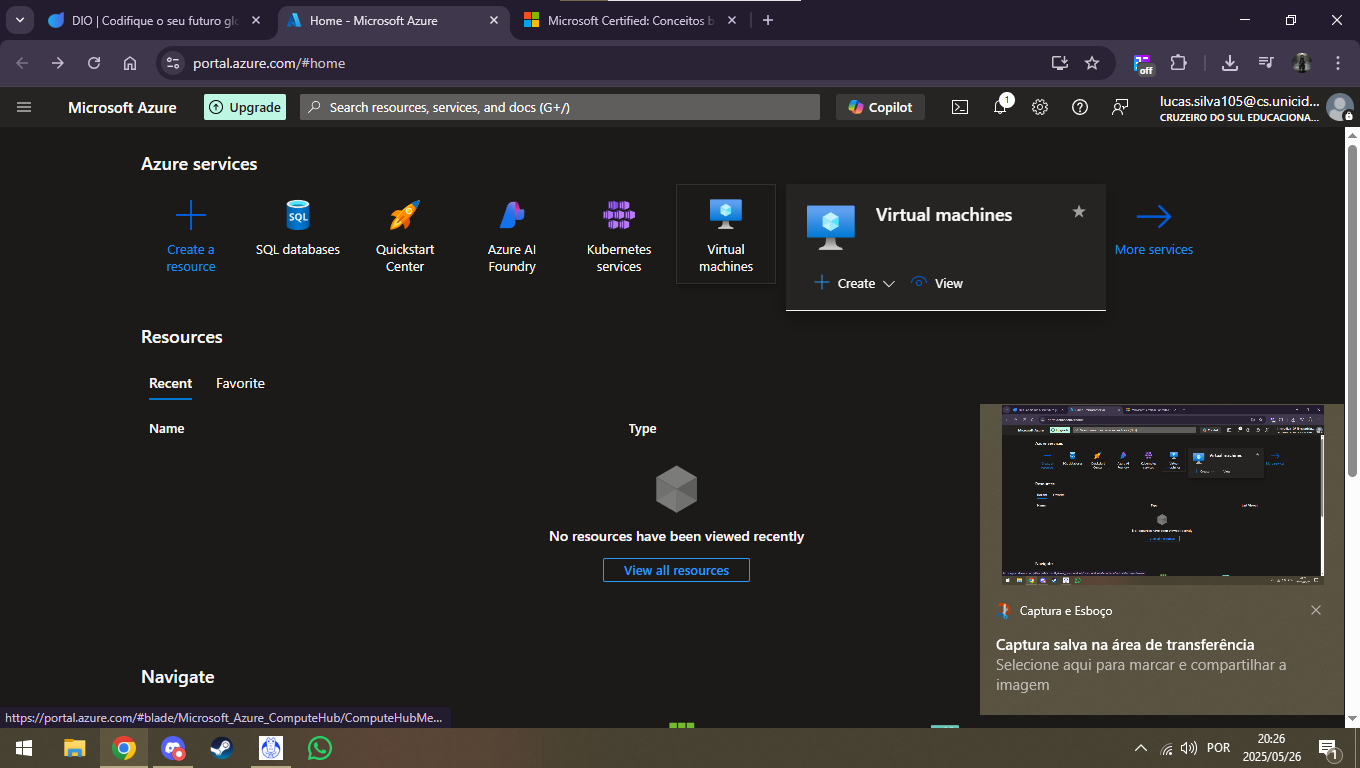 DIO | Codifique o seu futuro glo
Home - Microsoft Azure
Microsoft Certified: Conceitos b
portal.azure.com/#home
off
Microsoft Azure
Upgrade
Search resources, services, and docs (G+/)
Copilot
1
lucas.silva105@cs.unicid...
CRUZEIRO DO SUL EDUCACIONA...
Azure services
Create a
resource
SQL
SQL databases
Quickstart
Center
Azure AI
Foundry
Kubernetes
services
Virtual
machines
Virtual machines
Create
View
More services
Resources
Recent
Favorite
Name
Type
No resources have been viewed recently
View all resources
Captura e Esboço
Captura salva na área de transferência
Selecione aqui para marcar e compartilhar a
imagem
Navigate
https://portal.azure.com/#blade/Microsoft_Azure_ComputeHub/ComputeHubMe...
POR
20:26
2025/05/26
1